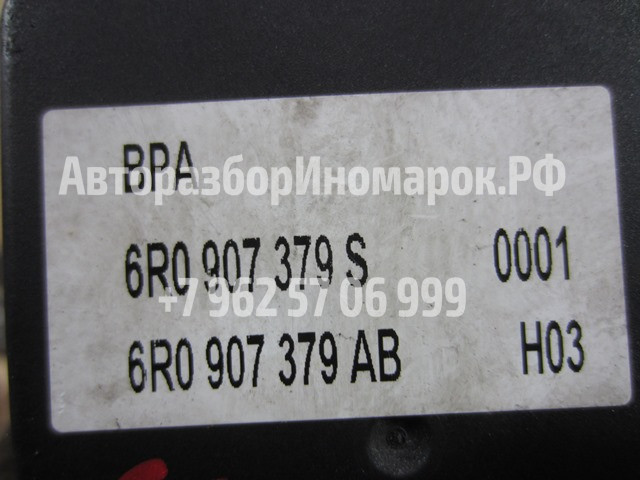 BPA
АвторазборИномарок.РФ
6R0 907 379 S 0001
+7 962 57 06 999
6R0 907 379 AB H03